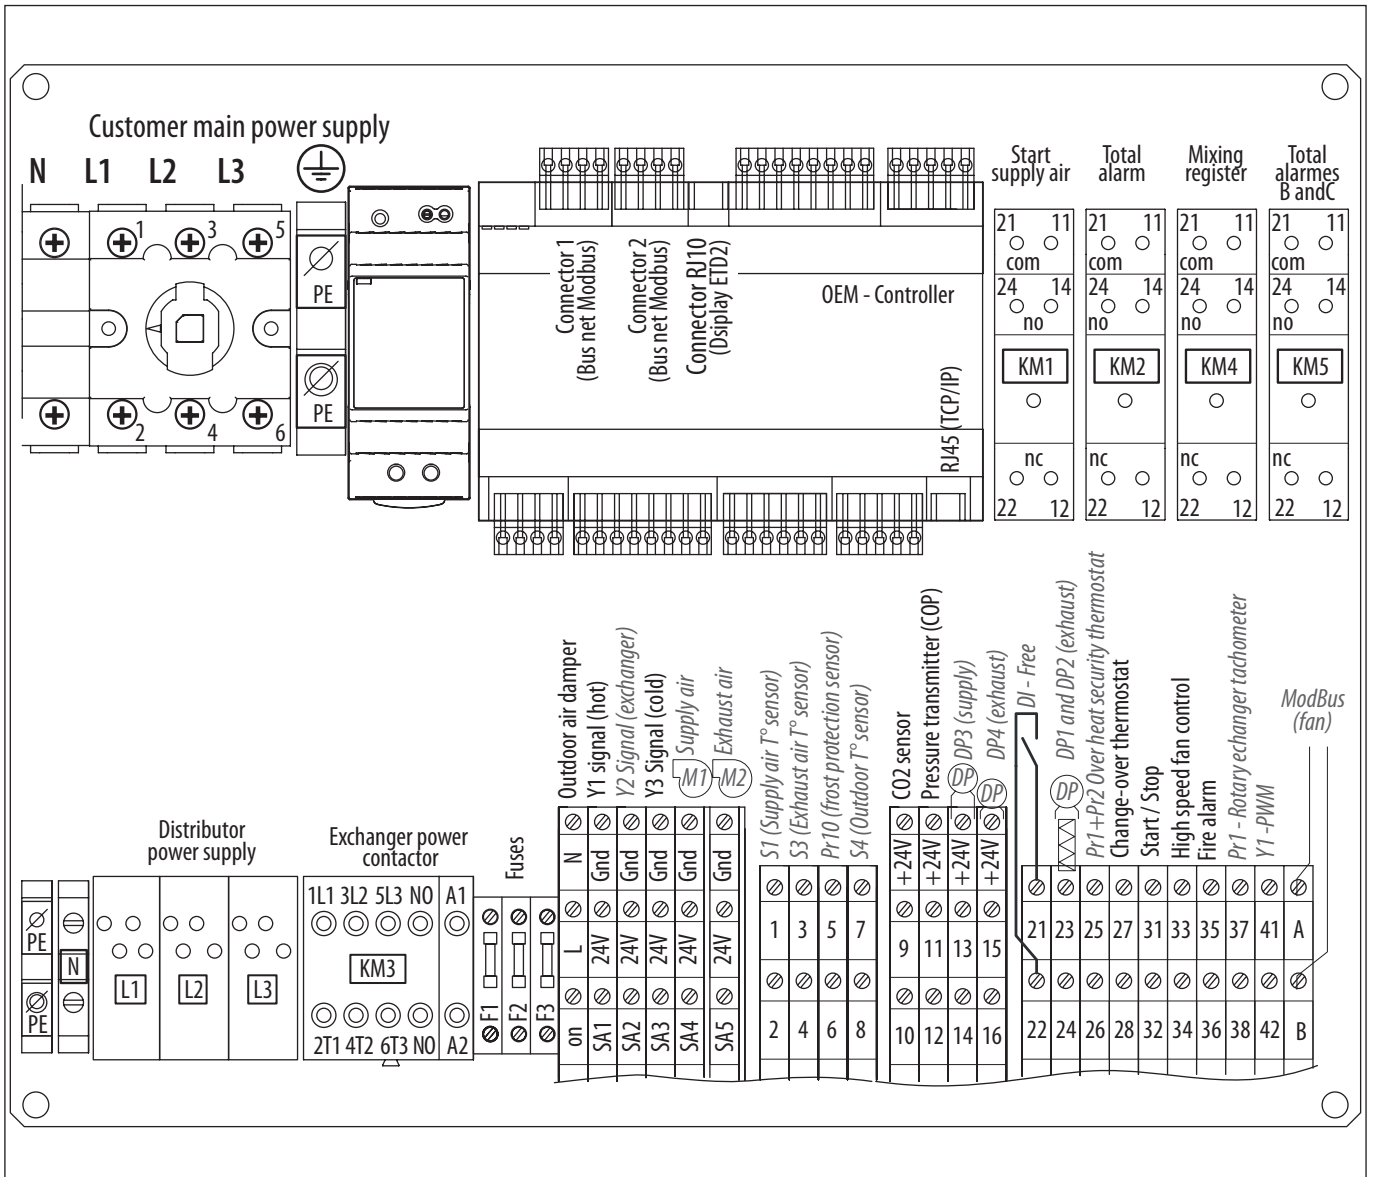 Customer main power supply
N L1 L2 L3
1 3 5
2 4 6
PE
PE
Connector 1
(Bus net Modbus)
Connector 2
(Bus net Modbus)
Connector RJ10
(Dsiplay ETD2)
OEM - Controller
RJ45 (TCP/IP)
Start
supply air
21 11
com
24 14
no
KM1
nc
22 12
Total
alarm
21 11
com
24 14
no
KM2
nc
22 12
Mixing
register
21 11
com
24 14
no
KM4
nc
22 12
Total
alarmes
B andC
21 11
com
24 14
no
KM5
nc
22 12
PE
PE
N
Distributor
power supply
L1 L2 L3
Exchanger power
contactor
1L1 3L2 5L3 NO A1
KM3
2T1 4T2 6T3 NO A2
Fuses
F1 F2 F3
Outdoor air damper
Y1 signal (hot)
Y2 Signal (exchanger)
Y3 Signal (cold)
Supply air
M1
Exhaust air
M2
N Gnd Gnd Gnd Gnd Gnd
L 24V 24V 24V 24V 24V
on SA1 SA2 SA3 SA4 SA5
S1 (Supply air T° sensor)
S3 (Exhaust air T° sensor)
Pr10 (frost protection sensor)
S4 (Outdoor T° sensor)
1 3 5 7
2 4 6 8
CO2 sensor
Pressure transmitter (COP)
DP3 (supply)
DP
DP4 (exhaust)
DP
+24V +24V +24V +24V
9 11 13 15
10 12 14 16
DI - Free
DP1 and DP2 (exhaust)
DP
Pr1 +Pr2 Over heat security thermostat
Change-over thermostat
Start / Stop
High speed fan control
Fire alarm
Pr1 - Rotary echanger tachometer
Y1 -PWM
ModBus
(fan)
21 23 25 27 31 33 35 37 41 A
22 24 26 28 32 34 36 38 42 B